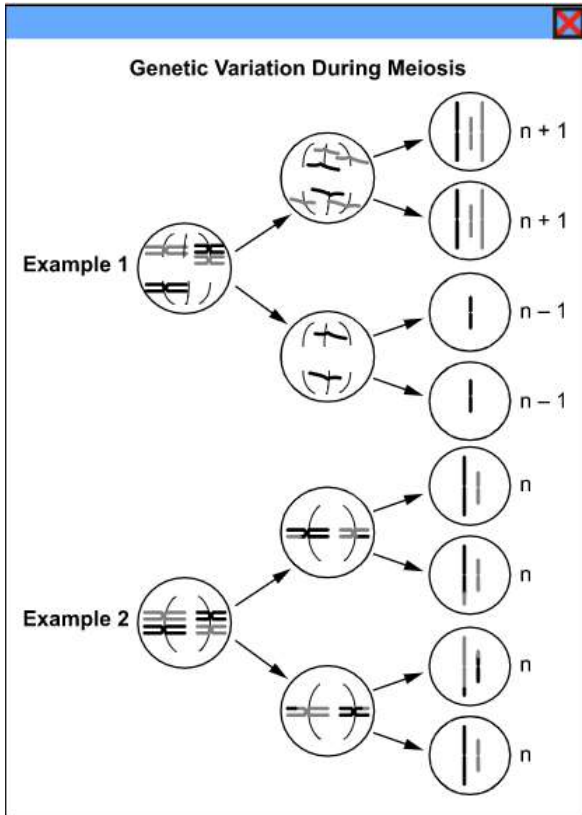 Genetic Variation During Meiosis
n + 1
n + 1
Example 1
n – 1
n – 1
n
n
Example 2
n
n